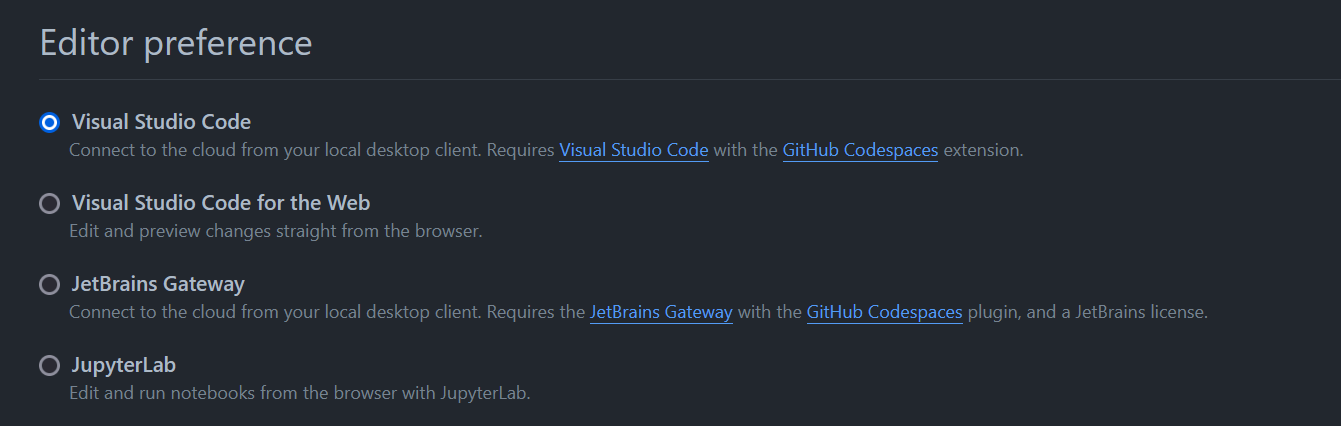 Editor preference
Visual Studio Code
Connect to the cloud from your local desktop client. Requires Visual Studio Code with the GitHub Codespaces extension.
Visual Studio Code for the Web
Edit and preview changes straight from the browser.
JetBrains Gateway
Connect to the cloud from your local desktop client. Requires the JetBrains Gateway with the GitHub Codespaces plugin, and a JetBrains license.
JupyterLab
Edit and run notebooks from the browser with JupyterLab.